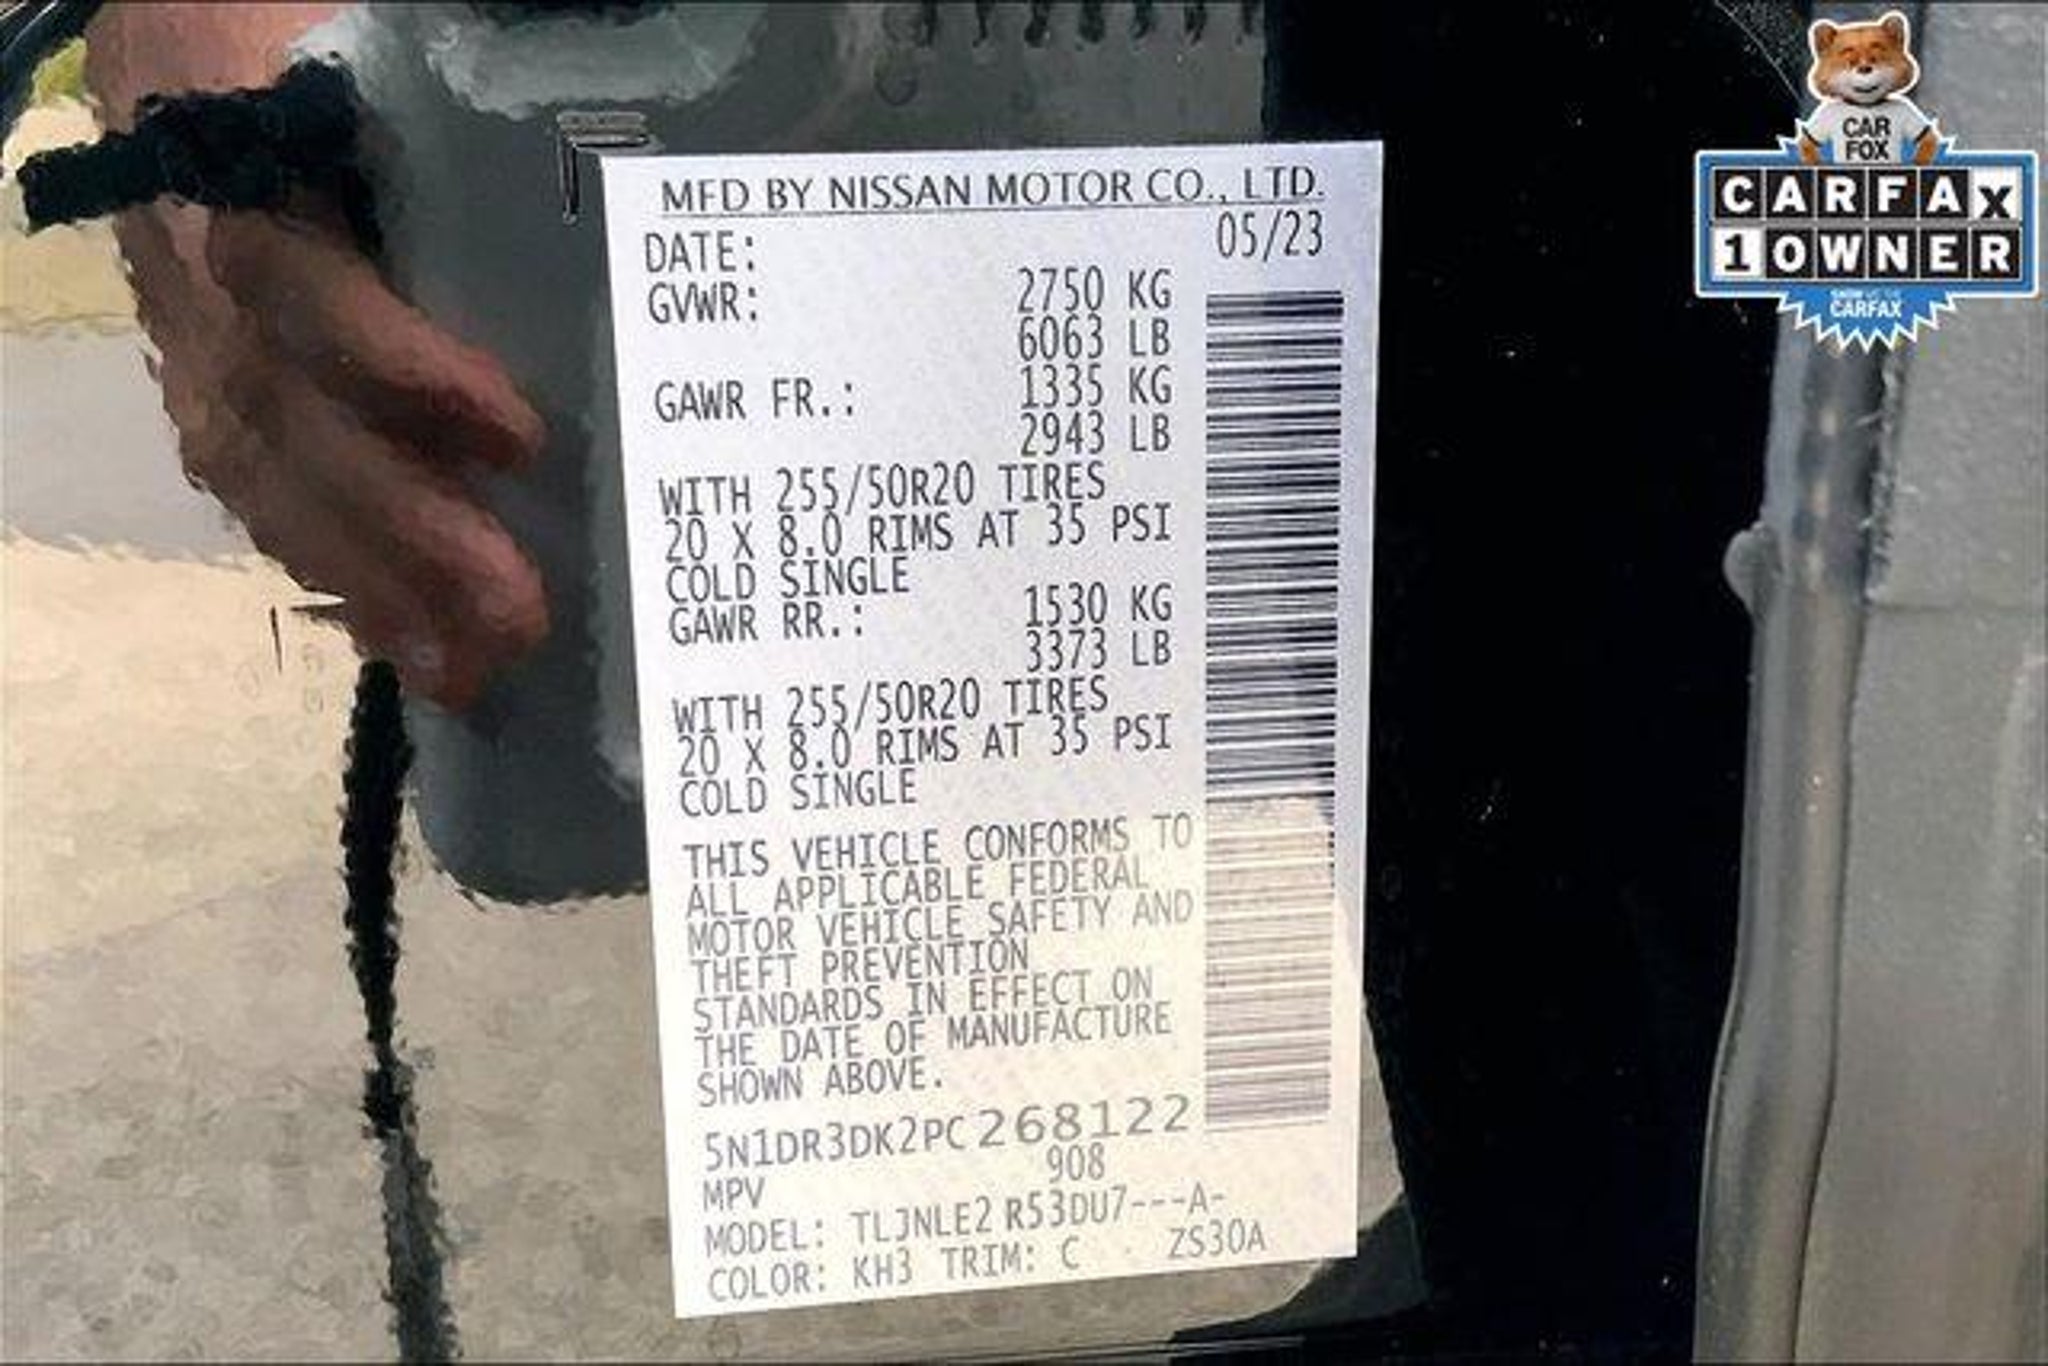 MFD BY NISSAN MOTOR CO., LTD.
DATE: 05/23
GVWR: 2750 KG
6063 LB
GAWR FR.: 1335 KG
2943 LB
WITH 255/50R20 TIRES
20 X 8.0 RIMS AT 35 PSI
COLD SINGLE
GAWR RR.: 1530 KG
3373 LB
WITH 255/50R20 TIRES
20 X 8.0 RIMS AT 35 PSI
COLD SINGLE
THIS VEHICLE CONFORMS TO
ALL APPLICABLE FEDERAL
MOTOR VEHICLE SAFETY AND
THEFT PREVENTION
STANDARDS IN EFFECT ON
THE DATE OF MANUFACTURE
SHOWN ABOVE.
5N1DR3DK2PC268122
MPV 908
MODEL: TLJNLE2 R53DU7---A-
COLOR: KH3 TRIM: C ZS30A
CAR
FOX
CARFAX
1 OWNER
CARFAX